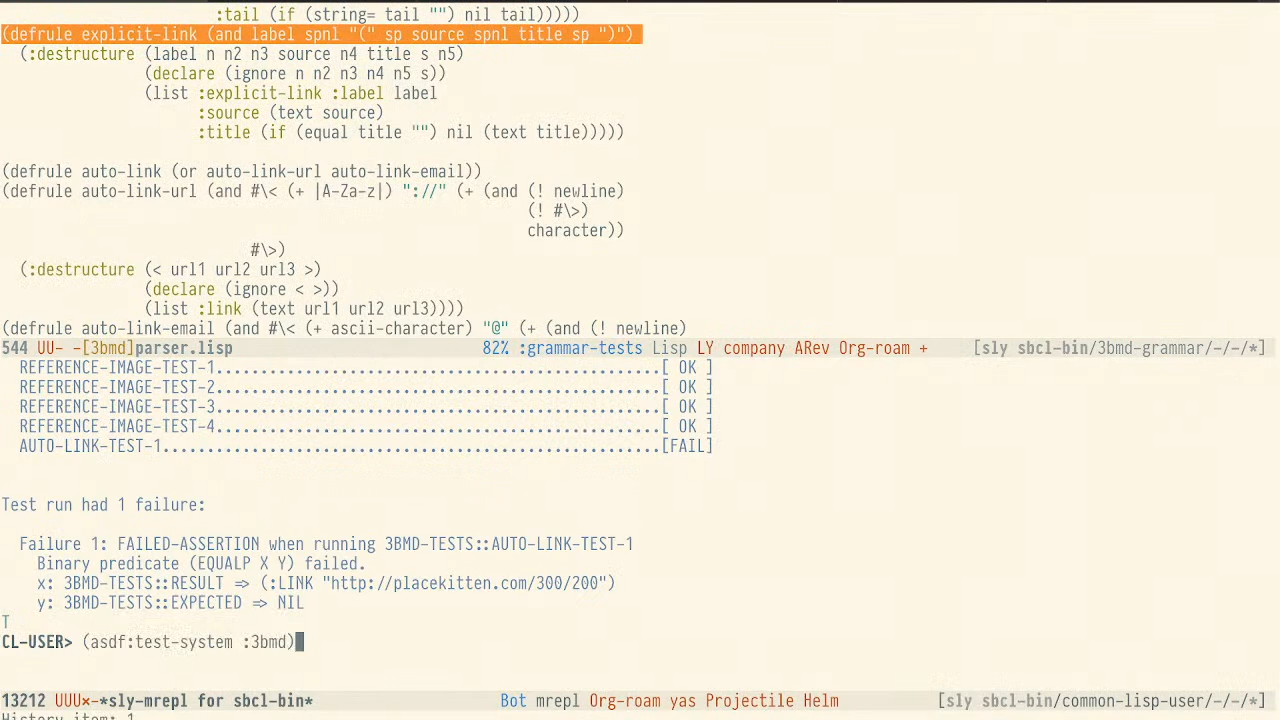 :tail (if (string= tail "") nil tail)))))
(defrule explicit-link (and label spnl "(" sp source spnl title sp ")")
(:destructure (label n n2 n3 source n4 title s n5)
(declare (ignore n n2 n3 n4 n5 s))
(list :explicit-link :label label
:source (text source)
:title (if (equal title "") nil (text title)))))
(defrule auto-link (or auto-link-url auto-link-email))
(defrule auto-link-url (and #\< (+ |A-Za-z|) "://" (+ (and (! newline)
(! #\>)
character))
#\>)
(:destructure (< url1 url2 url3 >)
(declare (ignore < >))
(list :link (text url1 url2 url3))))
(defrule auto-link-email (and #\< (+ ascii-character) "@" (+ (and (! newline)
544 UU- -[3bmd]parser.lisp 82% :grammar-tests Lisp LY company ARev Org-roam + [sly sbcl-bin/3bmd-grammar/-/-/*]
REFERENCE-IMAGE-TEST-1.................................................[ OK ]
REFERENCE-IMAGE-TEST-2.................................................[ OK ]
REFERENCE-IMAGE-TEST-3.................................................[ OK ]
REFERENCE-IMAGE-TEST-4.................................................[ OK ]
AUTO-LINK-TEST-1.......................................................[FAIL]
Test run had 1 failure:
Failure 1: FAILED-ASSERTION when running 3BMD-TESTS::AUTO-LINK-TEST-1
Binary predicate (EQUALP X Y) failed.
x: 3BMD-TESTS::RESULT => (:LINK "http://placekitten.com/300/200")
y: 3BMD-TESTS::EXPECTED => NIL
T
CL-USER> (asdf:test-system :3bmd)
13212 UUU×-*sly-mrepl for sbcl-bin* Bot mrepl Org-roam yas Projectile Helm [sly sbcl-bin/common-lisp-user/-/-/*]
History item: 1